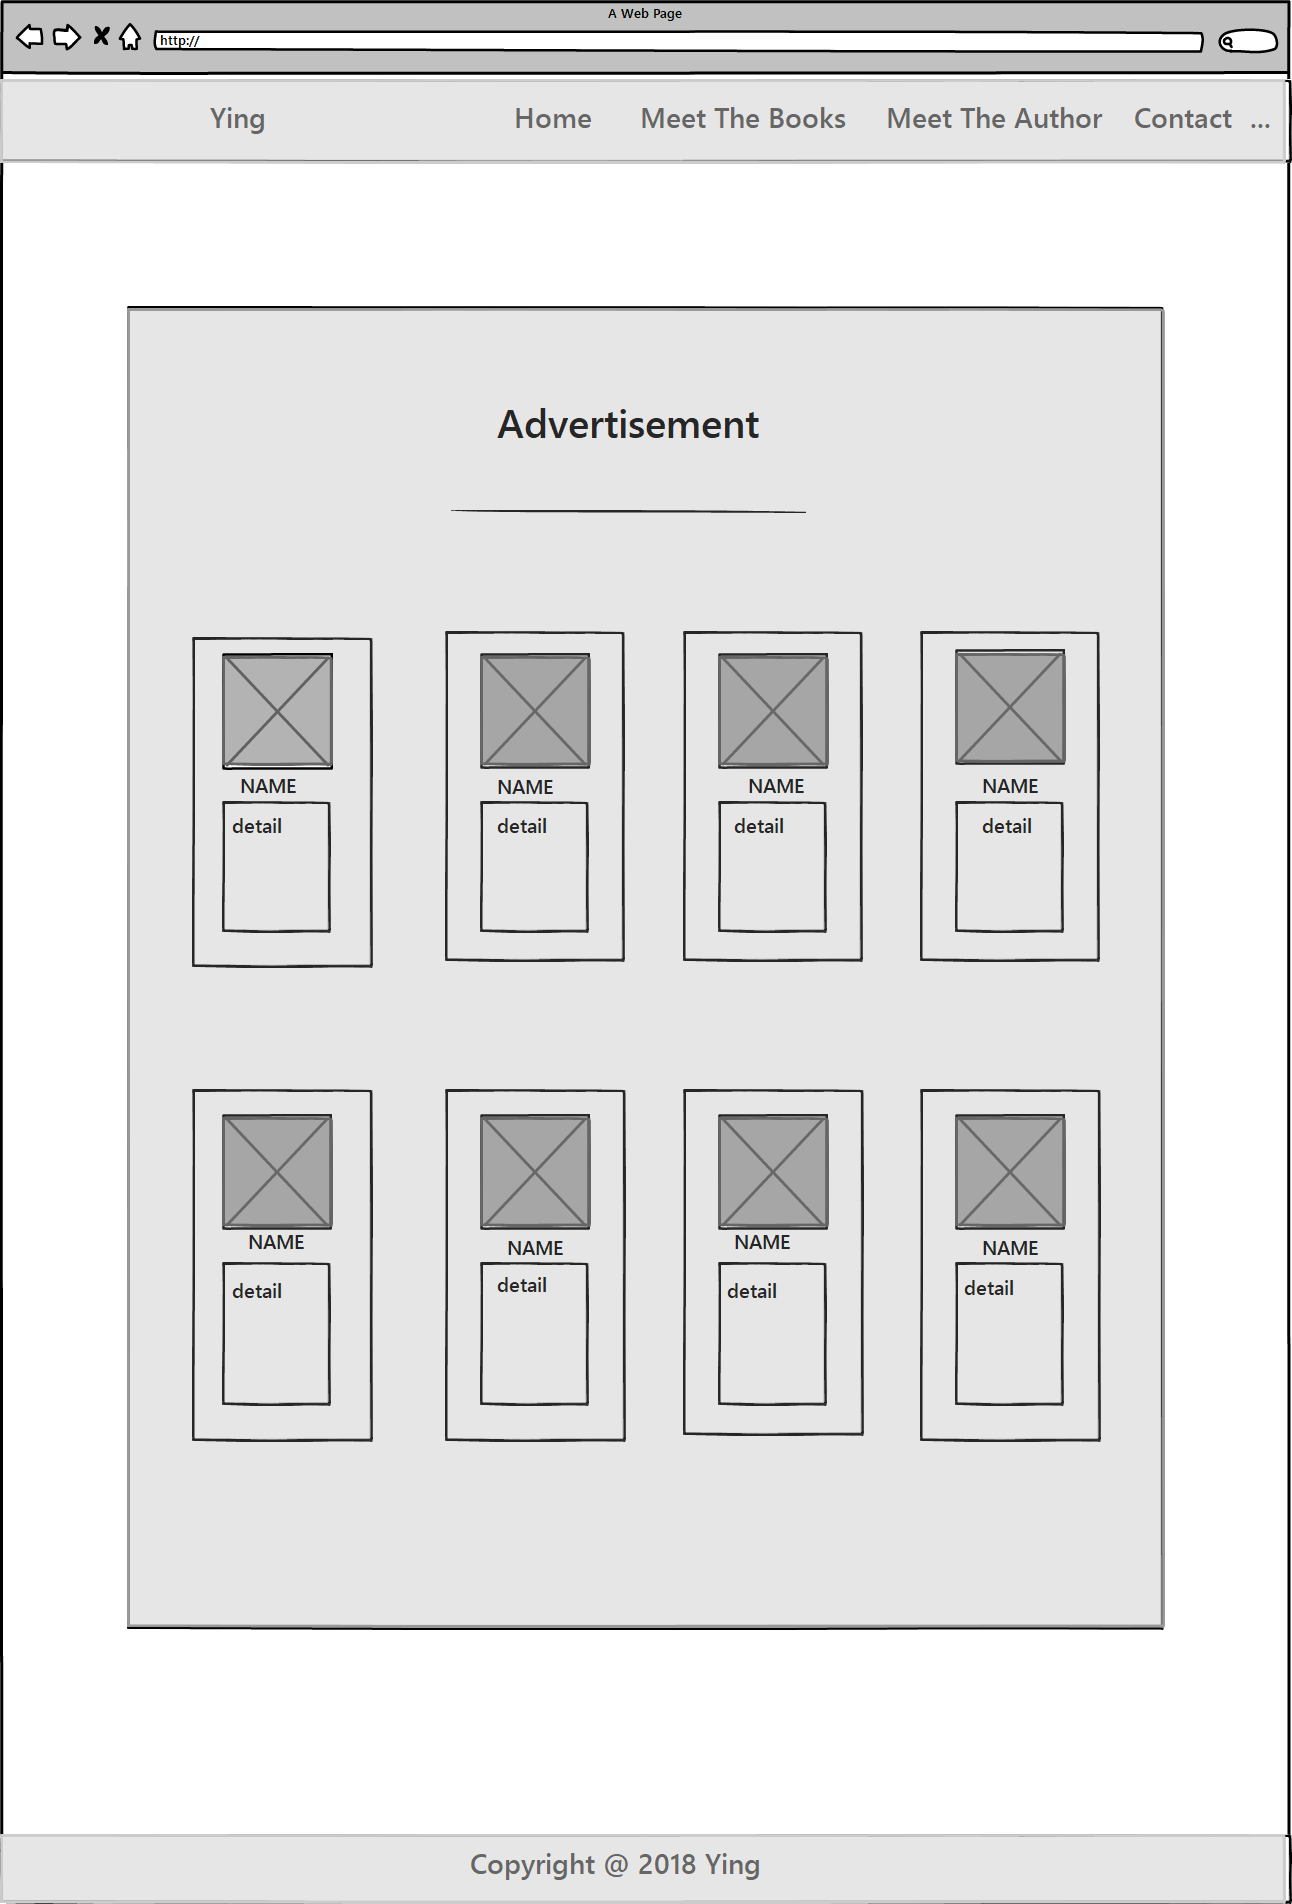 A Web Page
http://
Ying Home Meet The Books Meet The Author Contact ...
Advertisement
NAME NAME NAME NAME
detail detail detail detail
NAME NAME NAME NAME
detail detail detail detail
Copyright @ 2018 Ying